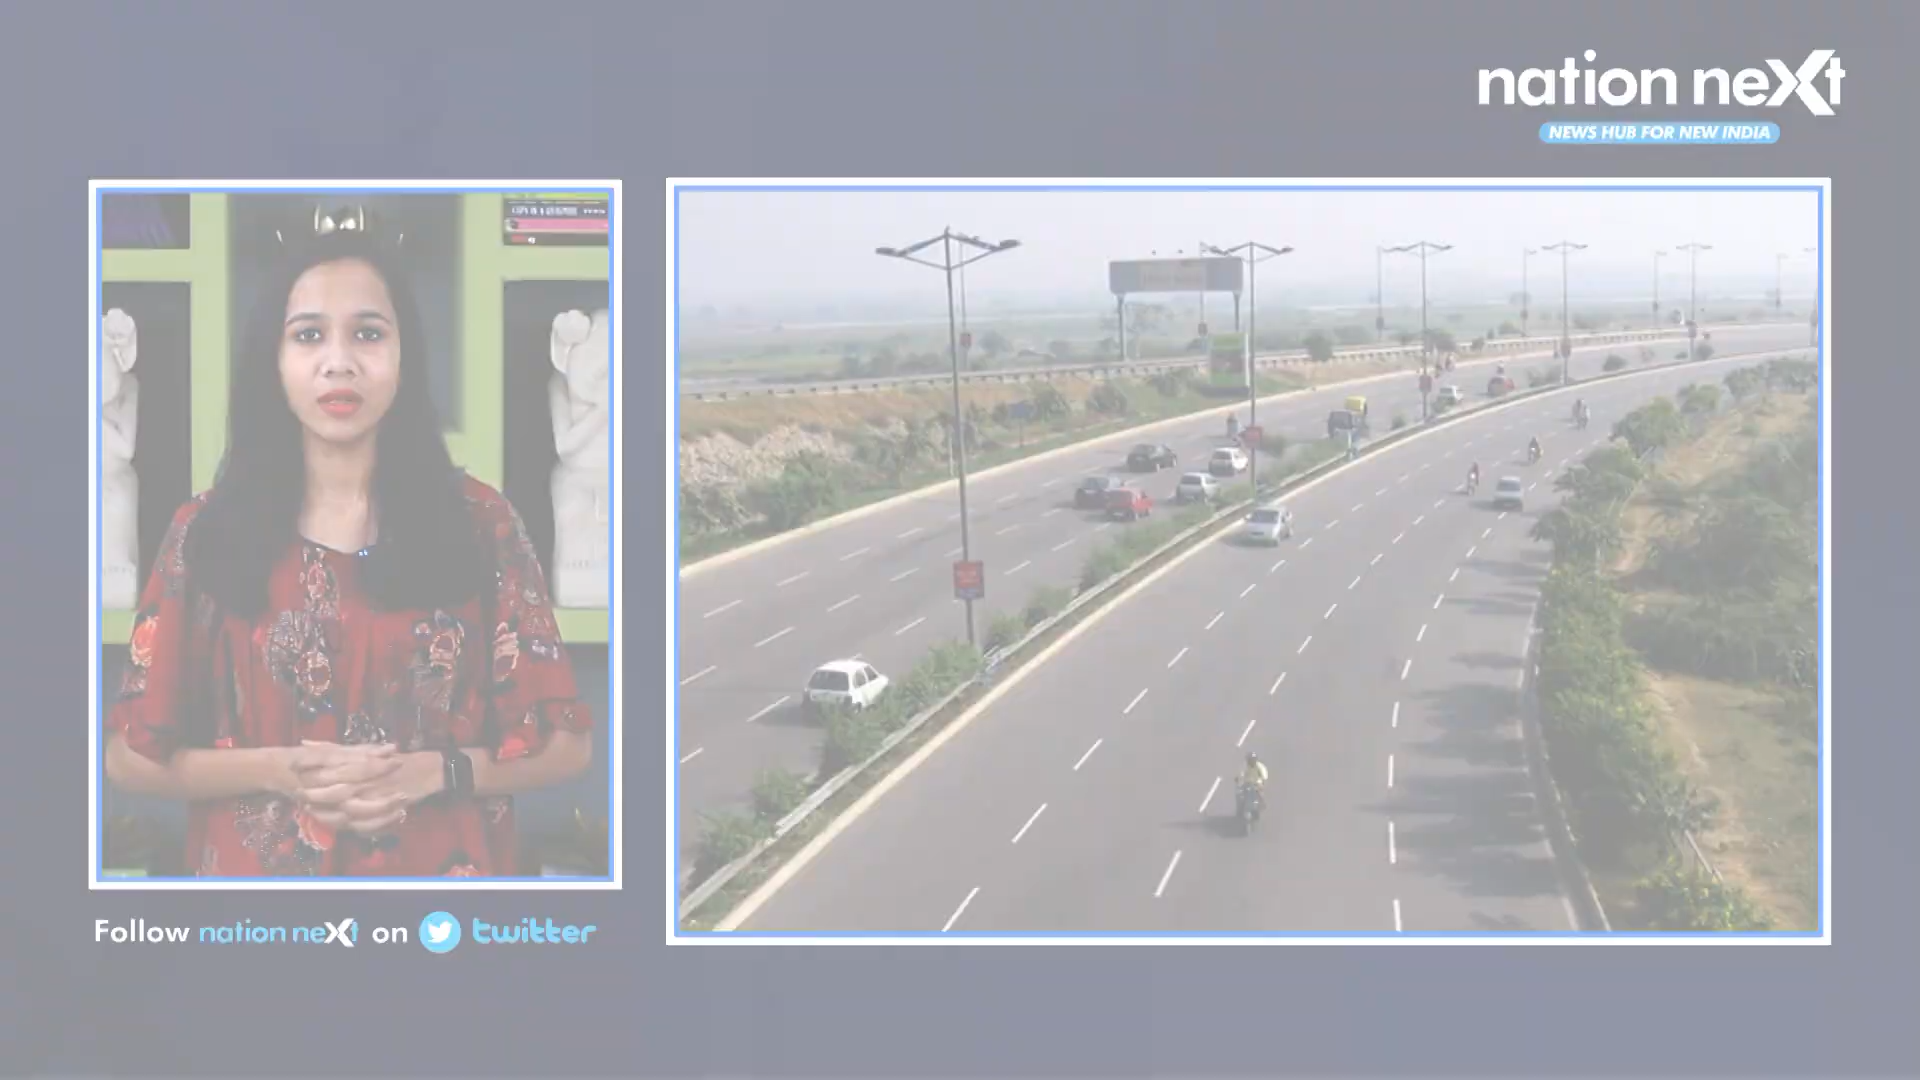 nation next
NEWS HUB FOR NEW INDIA
Follow nation next on twitter